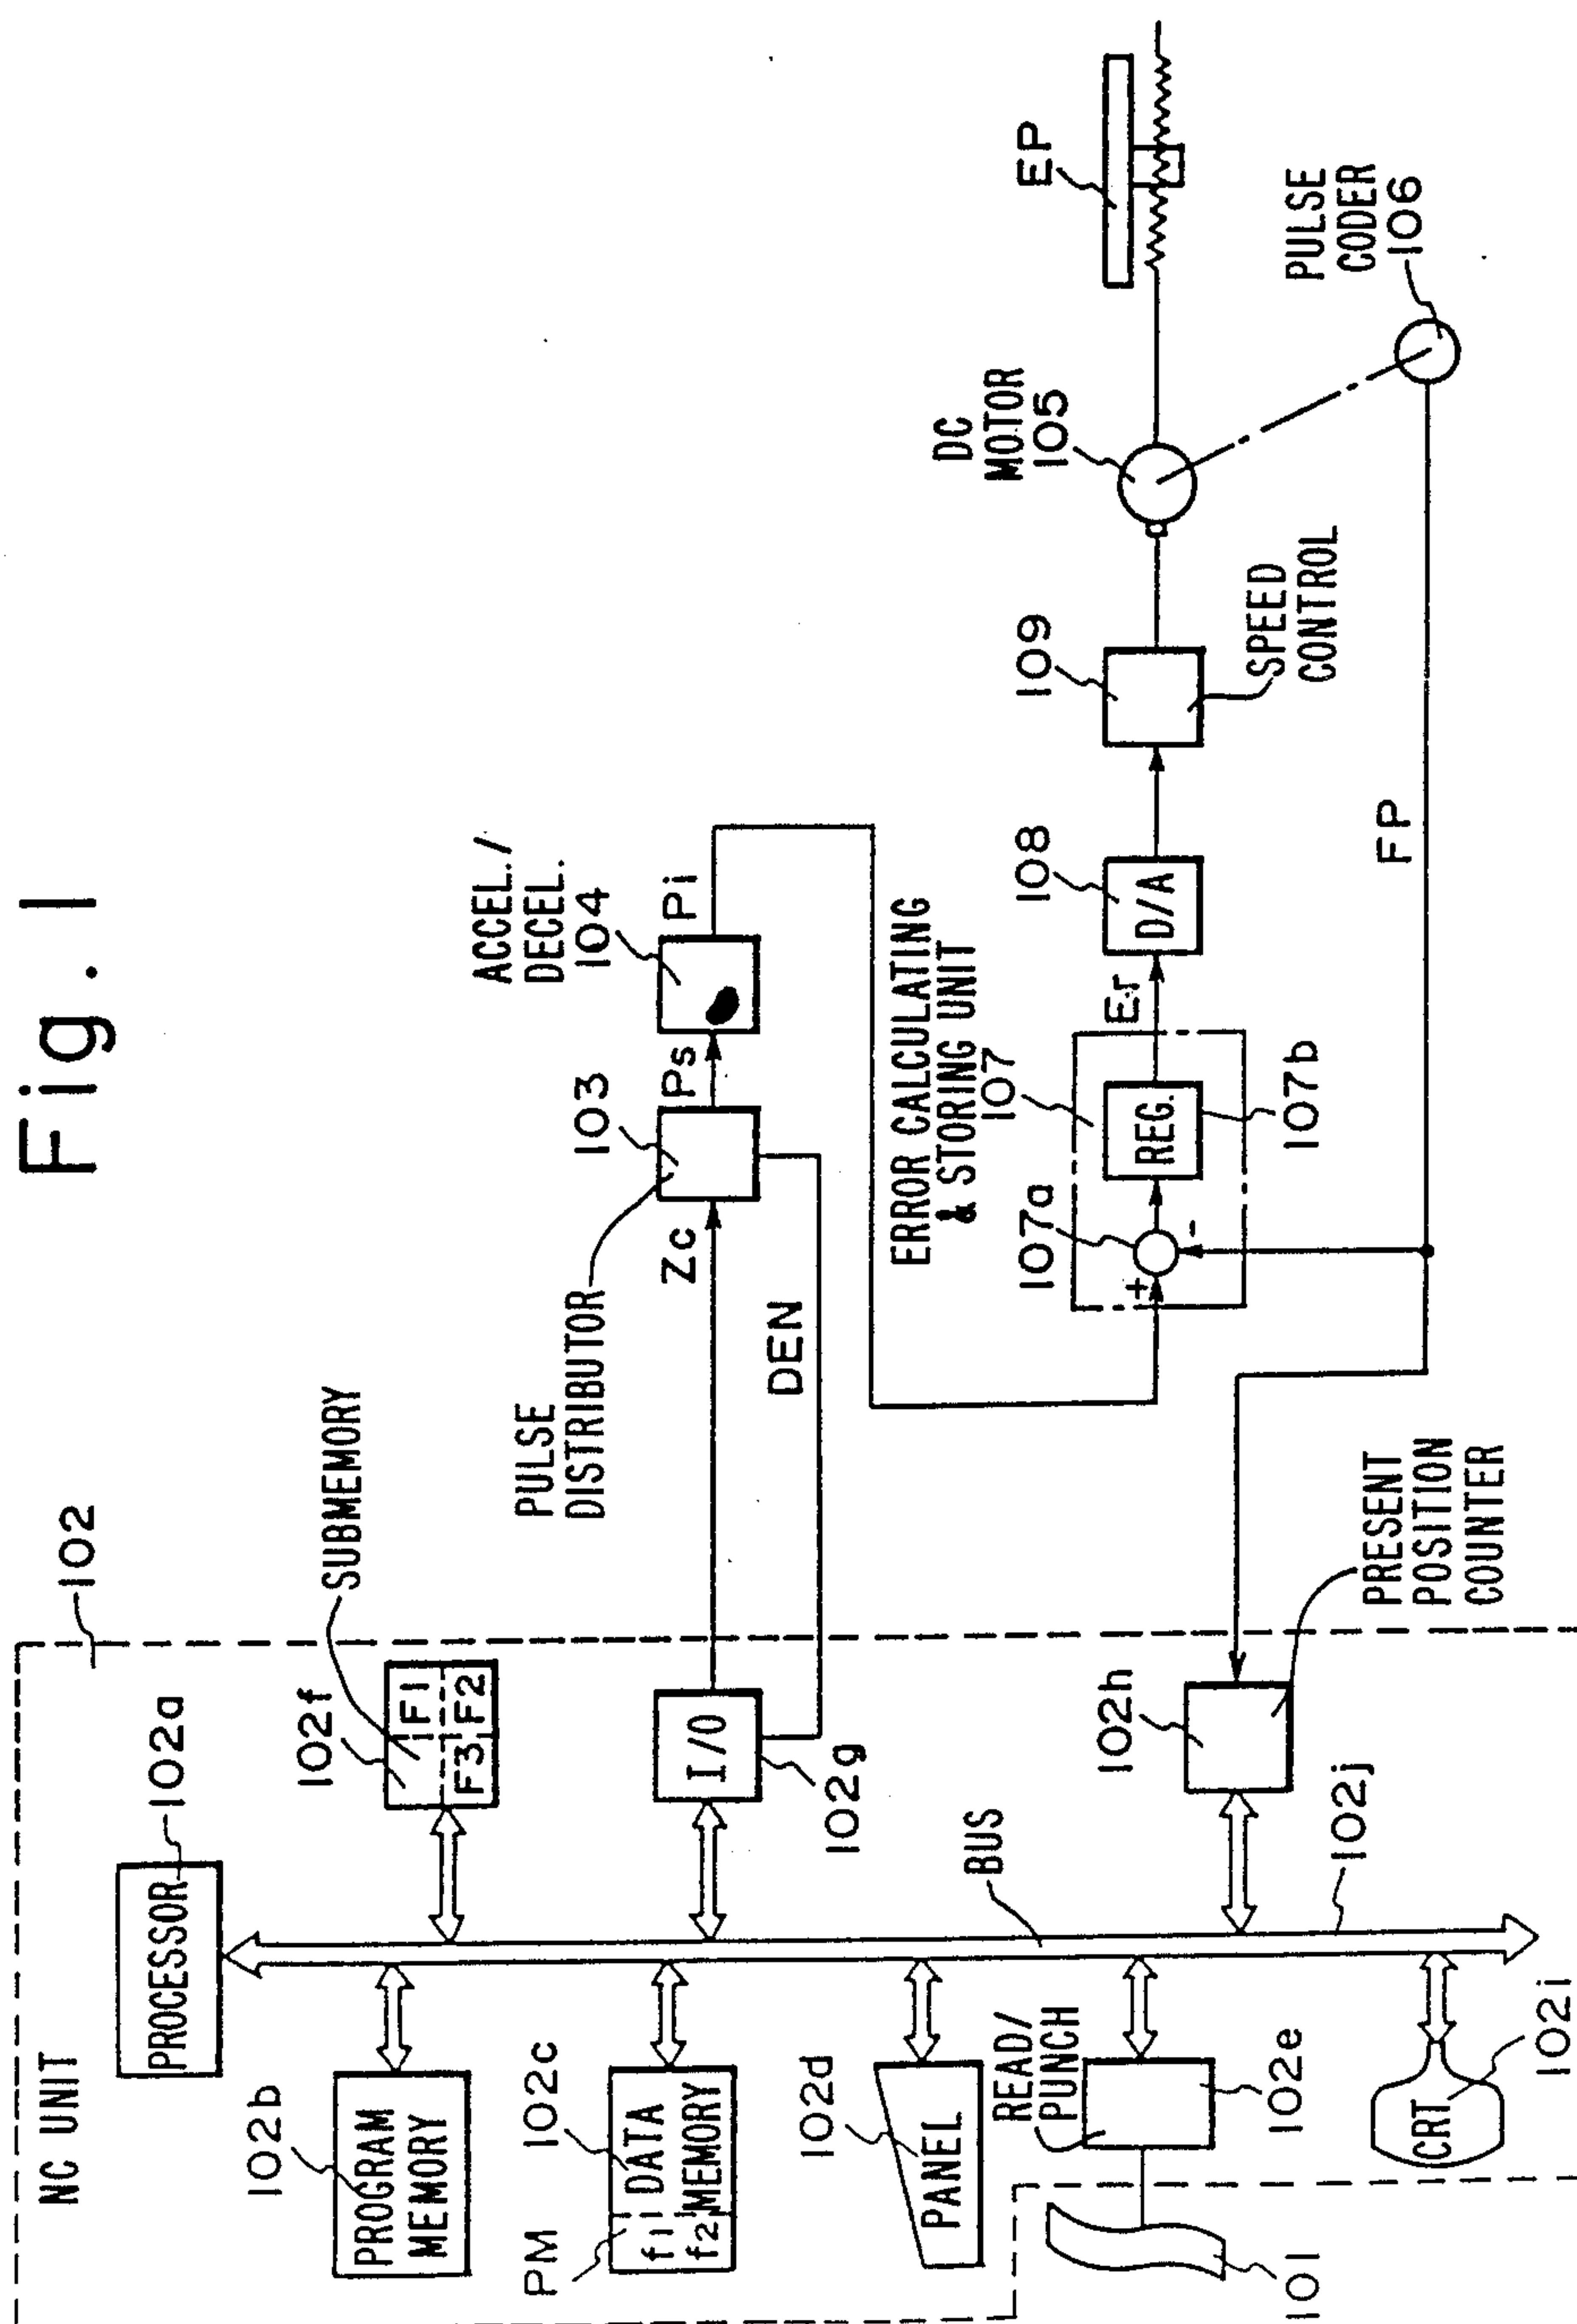 Fig. 1
NC UNIT
102
PROCESSOR
102a
102b
PROGRAM
MEMORY
102f
SUBMEMORY
F1
F3
F2
PM
102c
f1
DATA
f2
MEMORY
I/O
102g
PULSE
DISTRIBUTOR
103
Zc
DEN
Ps
ACCEL./
DECEL.
104
Pi
102d
PANEL
BUS
READ/
PUNCH
102e
101
102h
PRESENT
POSITION
COUNTER
102j
CRT
102i
ERROR CALCULATING
& STORING UNIT
107
107a
+
-
REG.
107b
Er
108
D/A
109
SPEED
CONTROL
DC
MOTOR
105
EP
PULSE
CODER
106
FP